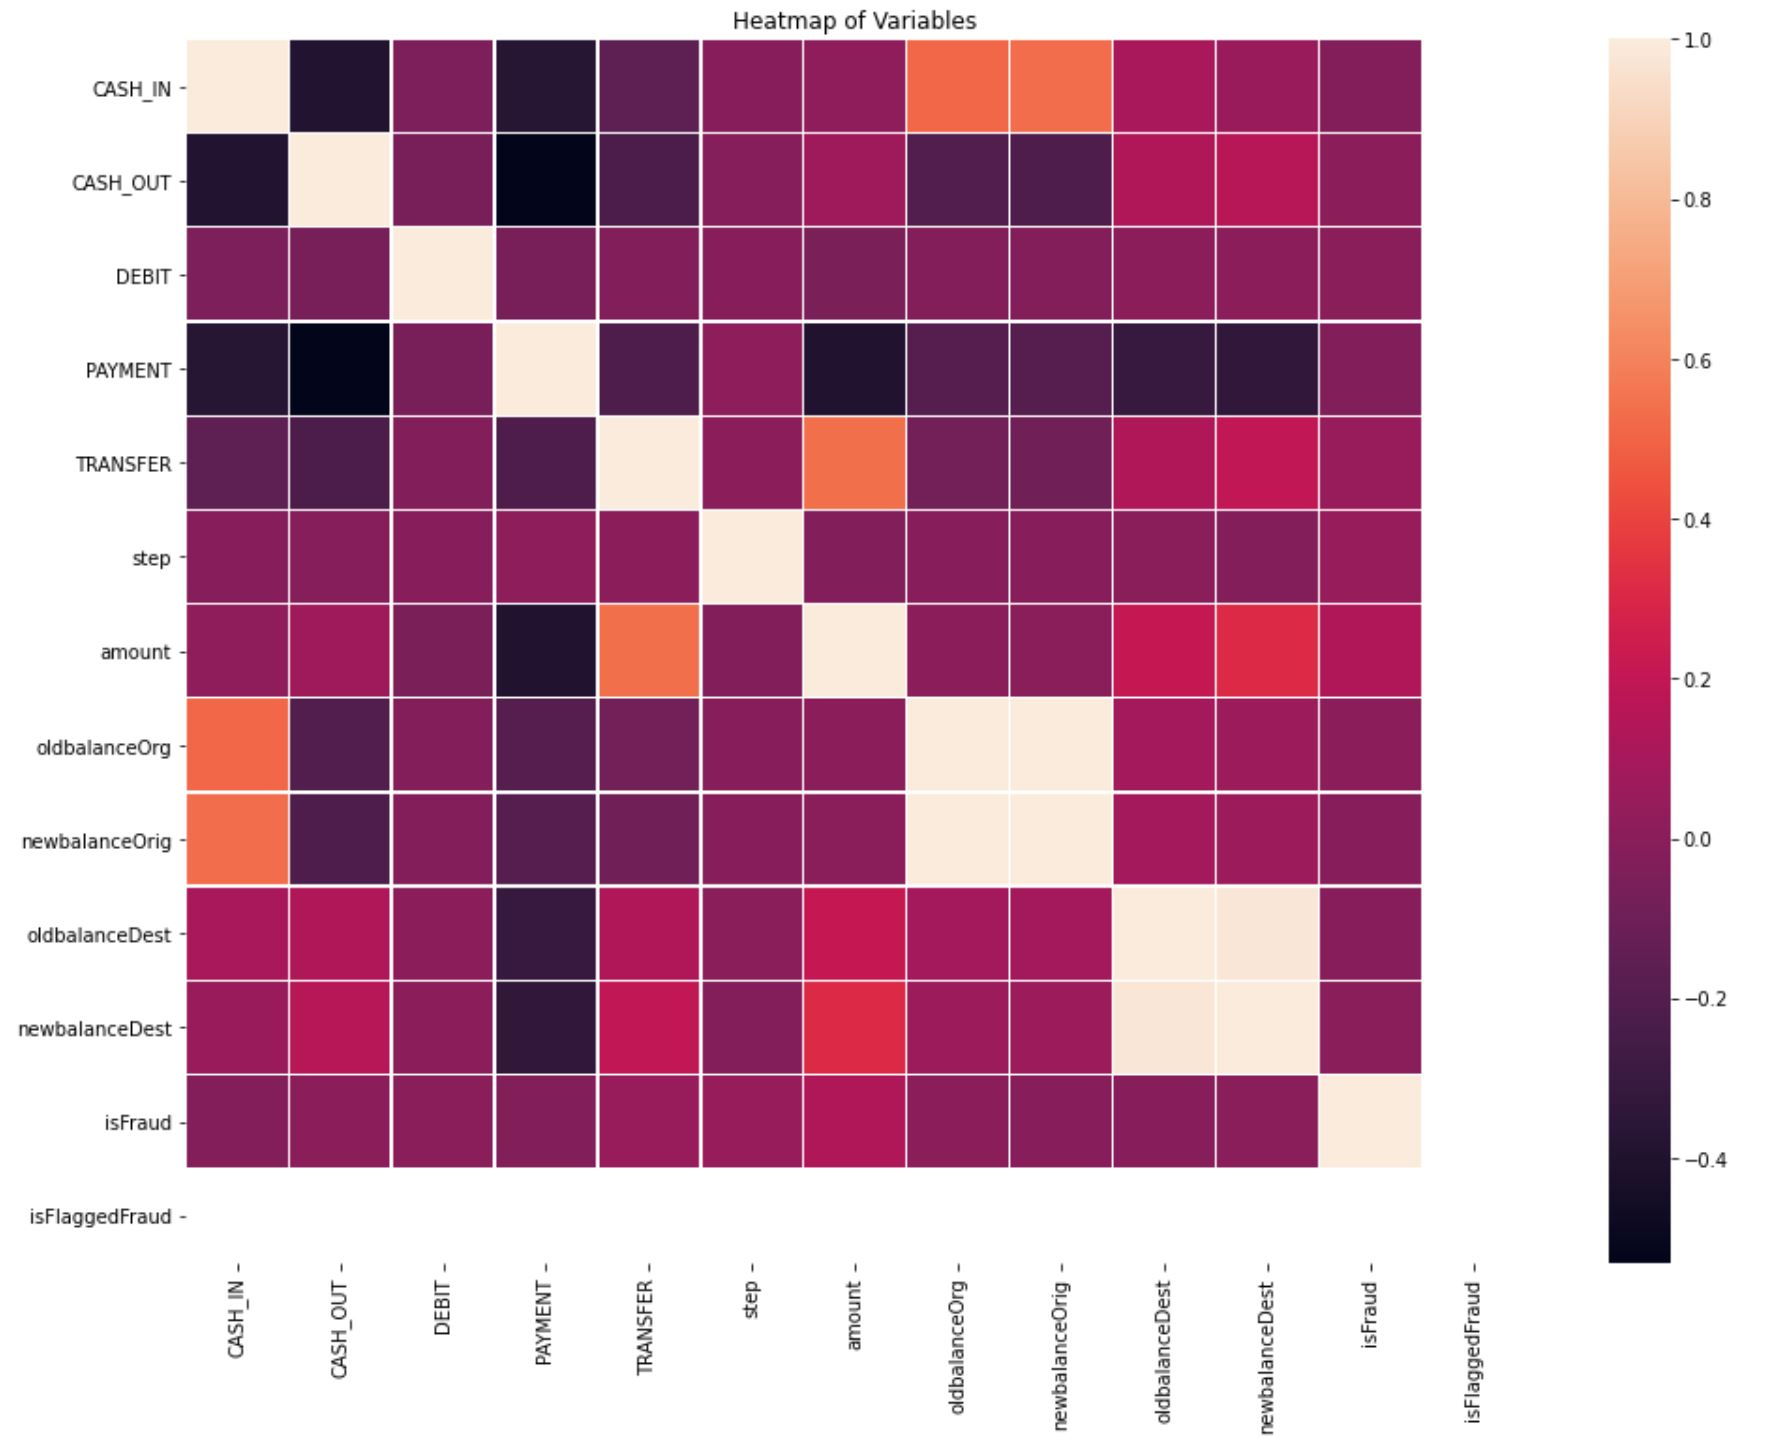 Heatmap of Variables
CASH_IN
CASH_OUT
DEBIT
PAYMENT
TRANSFER
step
amount
oldbalanceOrg
newbalanceOrig
oldbalanceDest
newbalanceDest
isFraud
isFlaggedFraud
CASH_IN
CASH_OUT
DEBIT
PAYMENT
TRANSFER
step
amount
oldbalanceOrg
newbalanceOrig
oldbalanceDest
newbalanceDest
isFraud
isFlaggedFraud
1.0
0.8
0.6
0.4
0.2
0.0
−0.2
−0.4